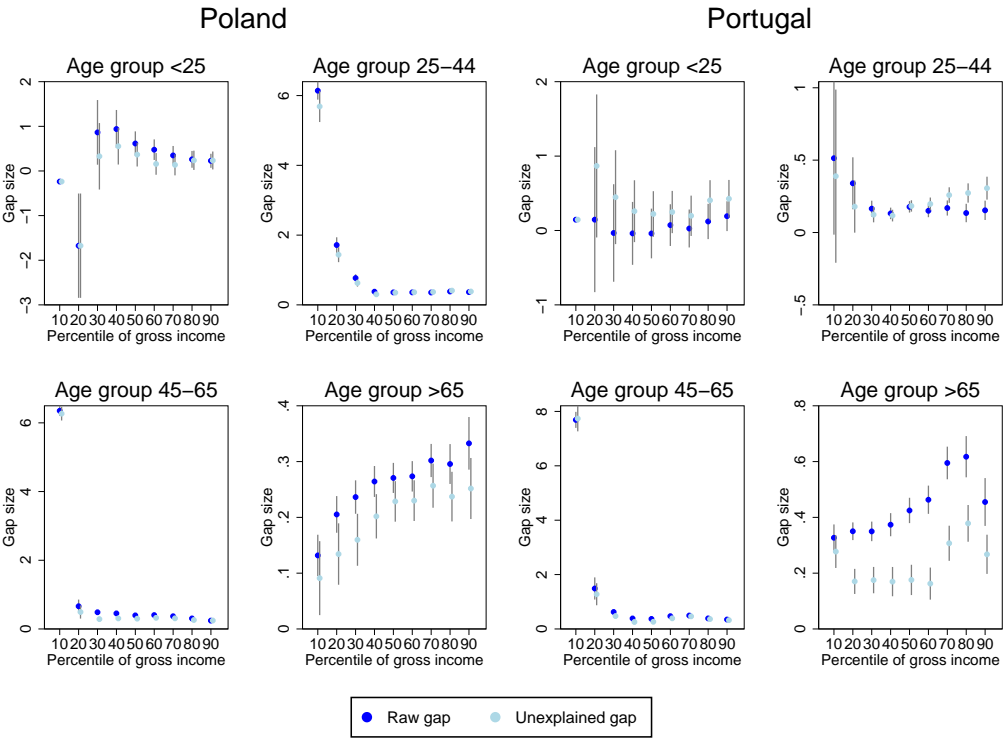 Poland
Portugal
Age group <25
2
1
0
−1
−2
−3
Gap size
10 20 30 40 50 60 70 80 90
Percentile of gross income
Age group 25−44
6
4
2
0
Gap size
10 20 30 40 50 60 70 80 90
Percentile of gross income
Age group <25
2
1
0
−1
Gap size
10 20 30 40 50 60 70 80 90
Percentile of gross income
Age group 25−44
1
.5
0
−.5
Gap size
10 20 30 40 50 60 70 80 90
Percentile of gross income
Age group 45−65
6
4
2
0
Gap size
10 20 30 40 50 60 70 80 90
Percentile of gross income
Age group >65
.4
.3
.2
.1
0
Gap size
10 20 30 40 50 60 70 80 90
Percentile of gross income
Age group 45−65
8
6
4
2
0
Gap size
10 20 30 40 50 60 70 80 90
Percentile of gross income
Age group >65
.8
.6
.4
.2
0
Gap size
10 20 30 40 50 60 70 80 90
Percentile of gross income
Raw gap
Unexplained gap